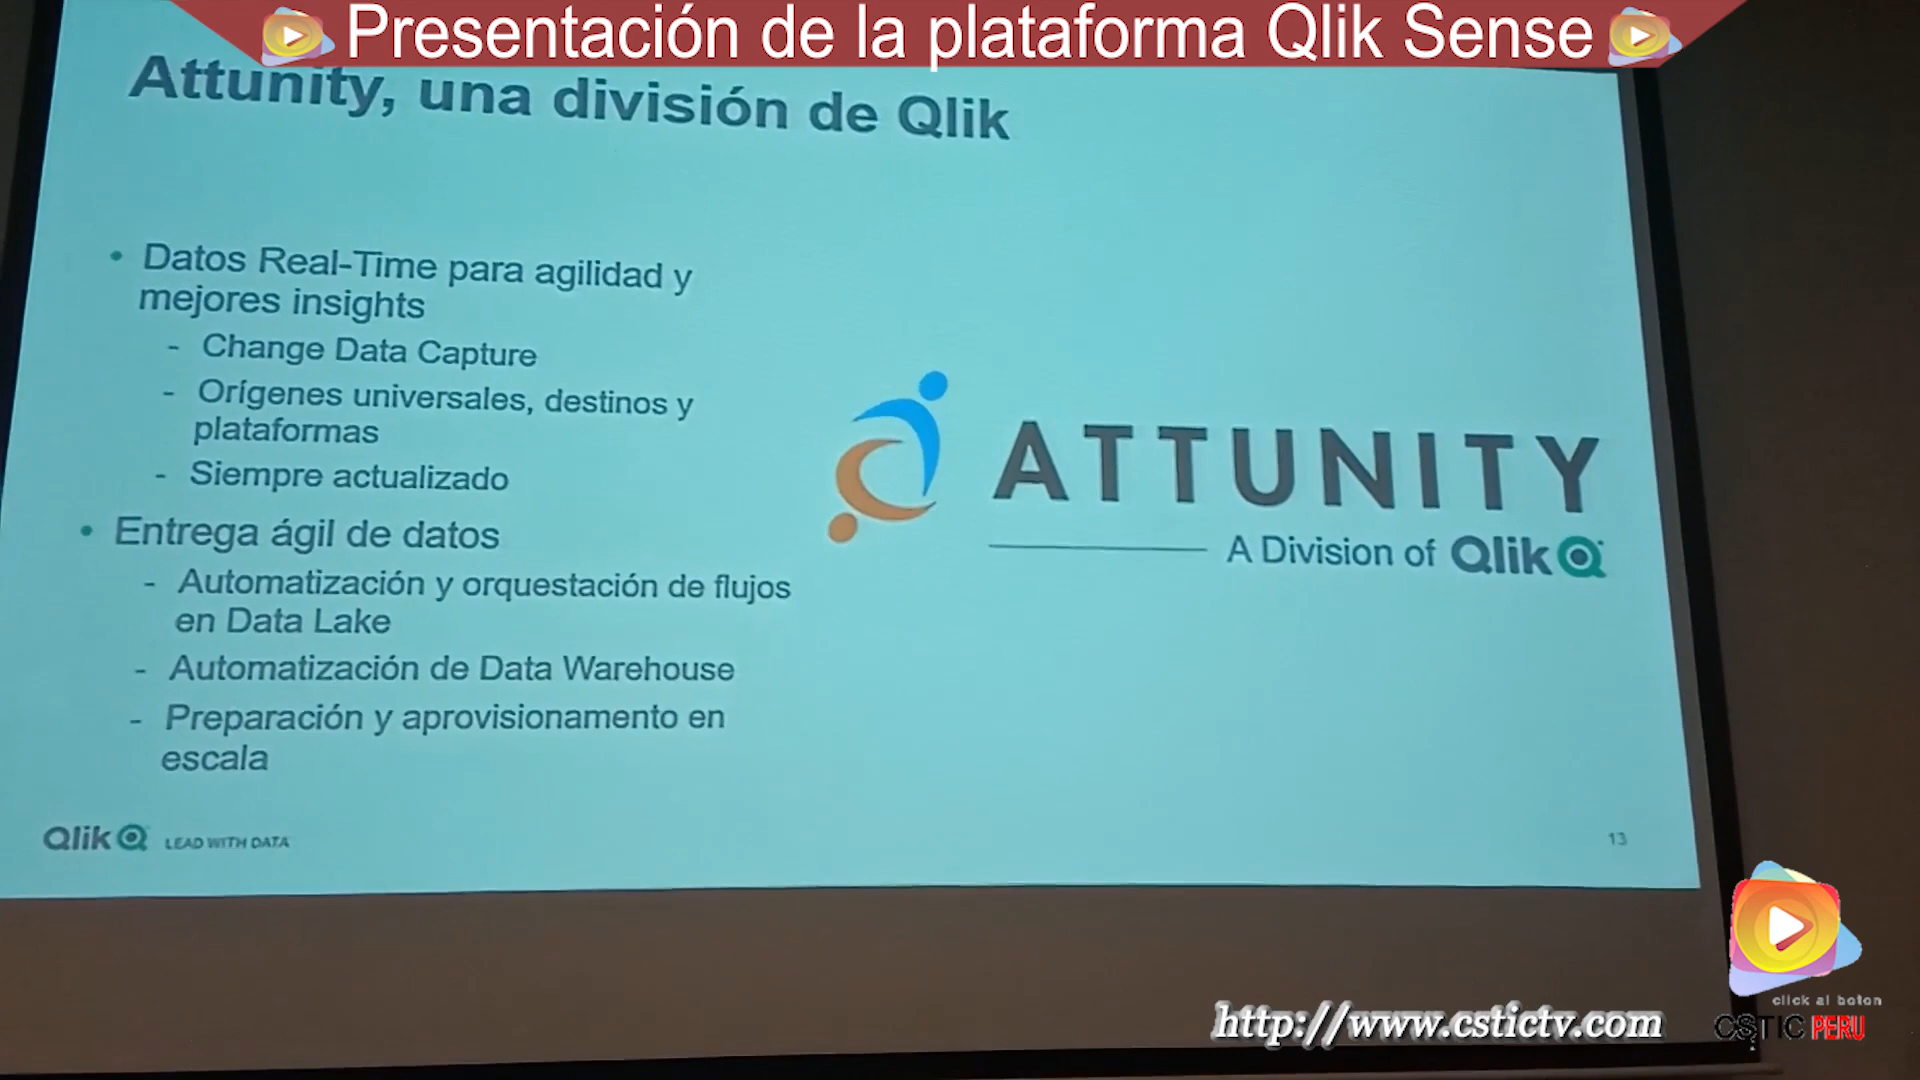 Presentación de la plataforma Qlik Sense
Attunity, una división de Qlik
• Datos Real-Time para agilidad y
mejores insights
- Change Data Capture
- Orígenes universales, destinos y
plataformas
- Siempre actualizado
• Entrega ágil de datos
- Automatización y orquestación de flujos
en Data Lake
- Automatización de Data Warehouse
- Preparación y aprovisionamento en
escala
ATTUNITY
A Division of Qlik
Qlik LEAD WITH DATA
13
click al boton
http://www.cstictv.com
CSTIC PERU